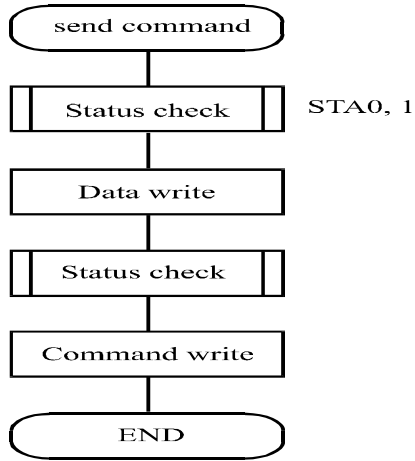 send command
Status check
STA0, 1
Data write
Status check
Command write
END